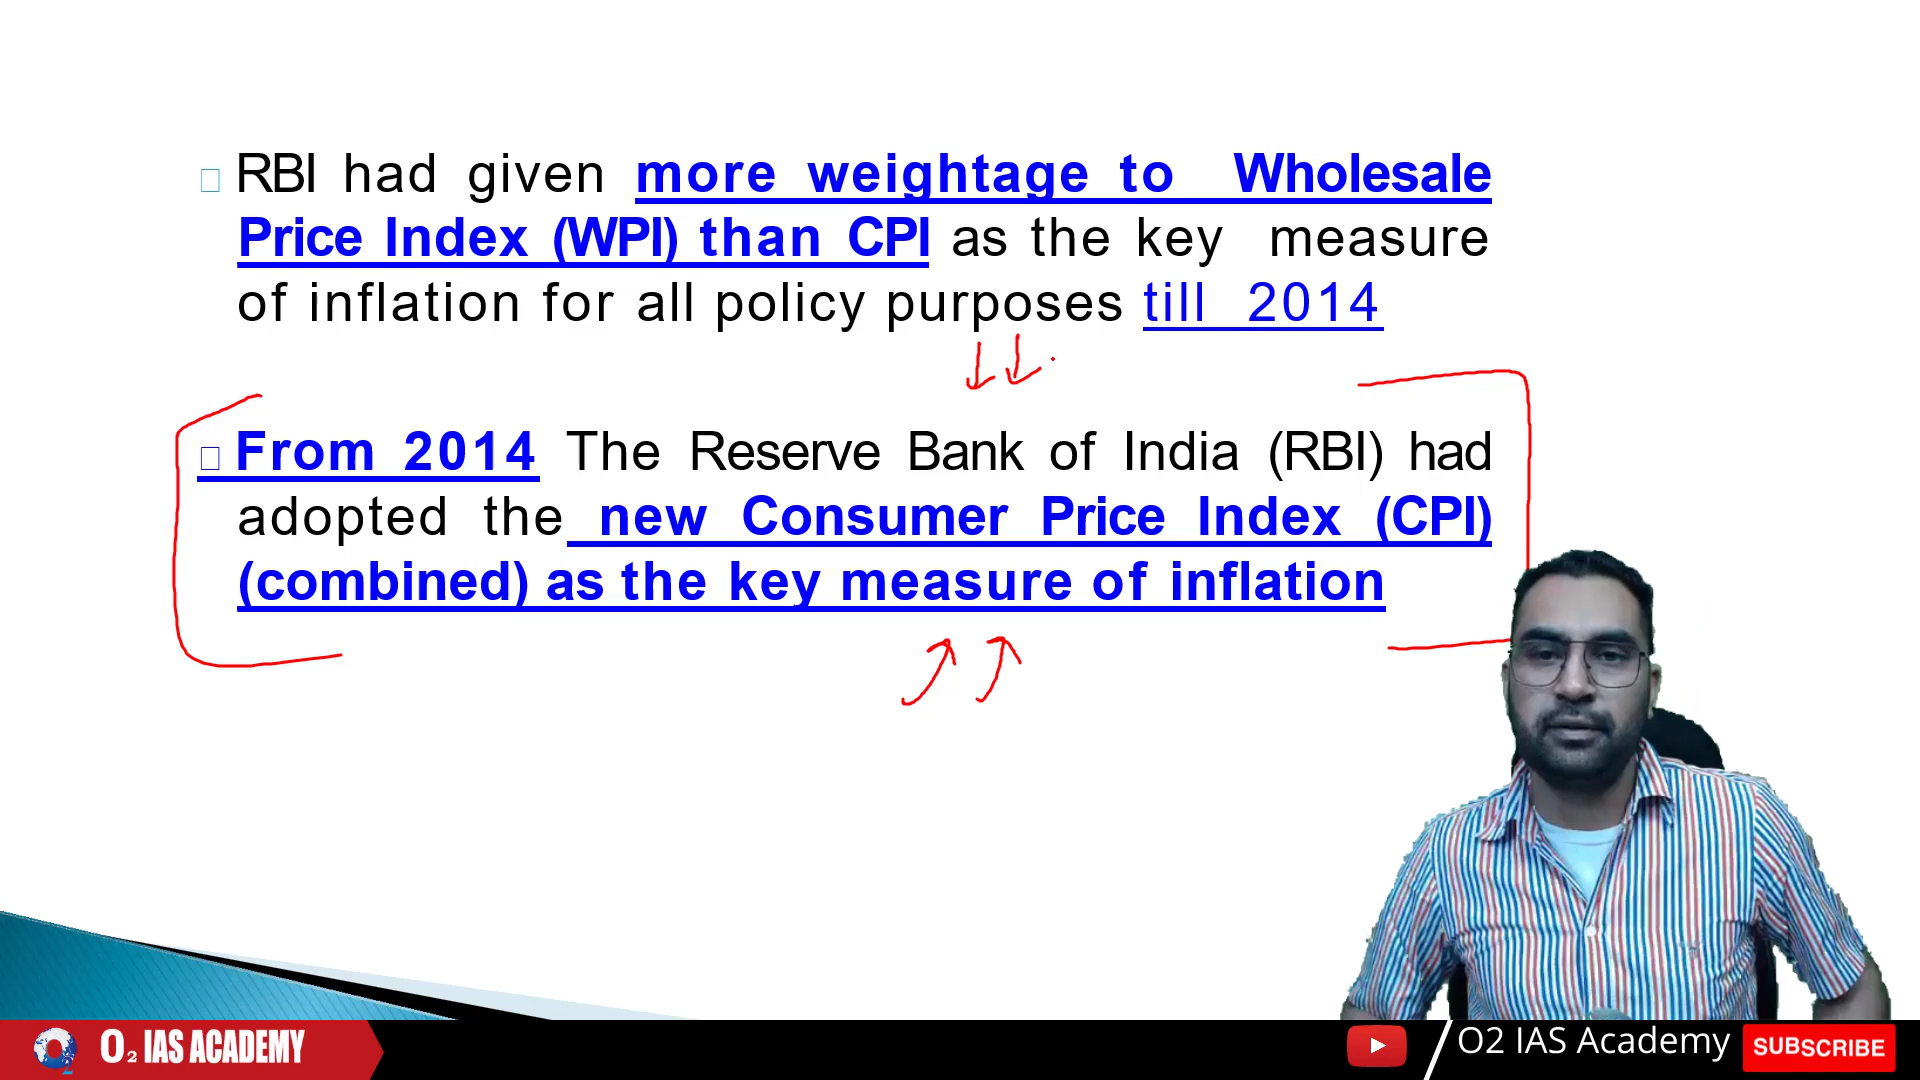 RBI had given more weightage to Wholesale
Price Index (WPI) than CPI as the key measure
of inflation for all policy purposes till 2014
From 2014 The Reserve Bank of India (RBI) had
adopted the new Consumer Price Index (CPI)
(combined) as the key measure of inflation
O2 IAS ACADEMY
O2 IAS Academy
SUBSCRIBE